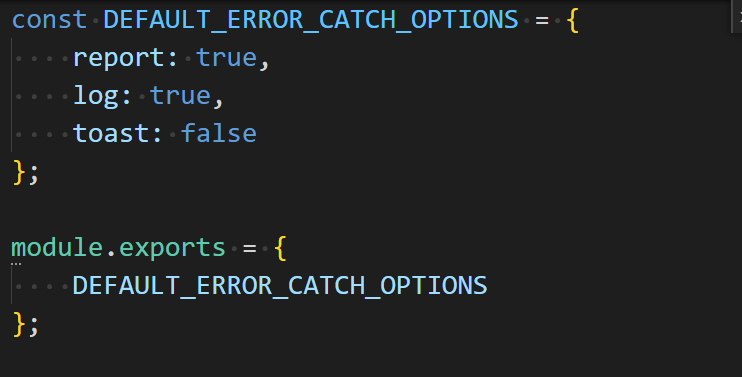 const DEFAULT_ERROR_CATCH_OPTIONS = {
    report: true,
    log: true,
    toast: false
};

module.exports = {
    DEFAULT_ERROR_CATCH_OPTIONS
};